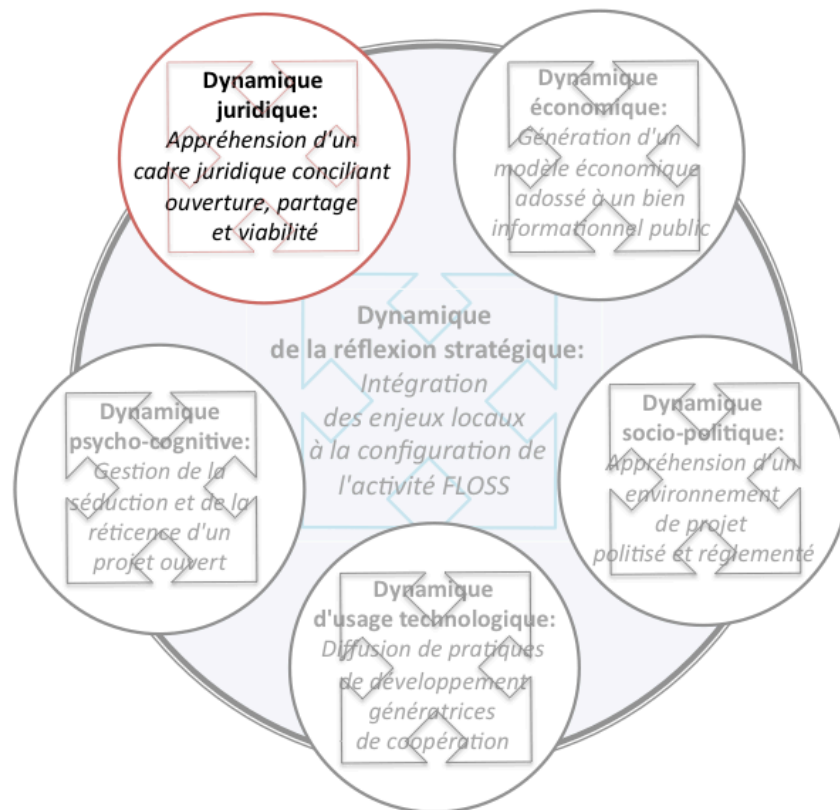 Dynamique
juridique:
Appréhension d'un
cadre juridique conciliant
ouverture, partage
et viabilité
Dynamique
économique:
Génération d'un
modèle économique
adossé à un bien
informationnel public
Dynamique
de la réflexion stratégique:
Intégration
des enjeux locaux
à la configuration de
l'activité FLOSS
Dynamique
psycho-cognitive:
Gestion de la
séduction et de la
réticence d'un
projet ouvert
Dynamique
socio-politique:
Appréhension d'un
environnement
de projet
politisé et réglementé
Dynamique
d'usage technologique:
Diffusion de pratiques
de développement
génératrices
de coopération